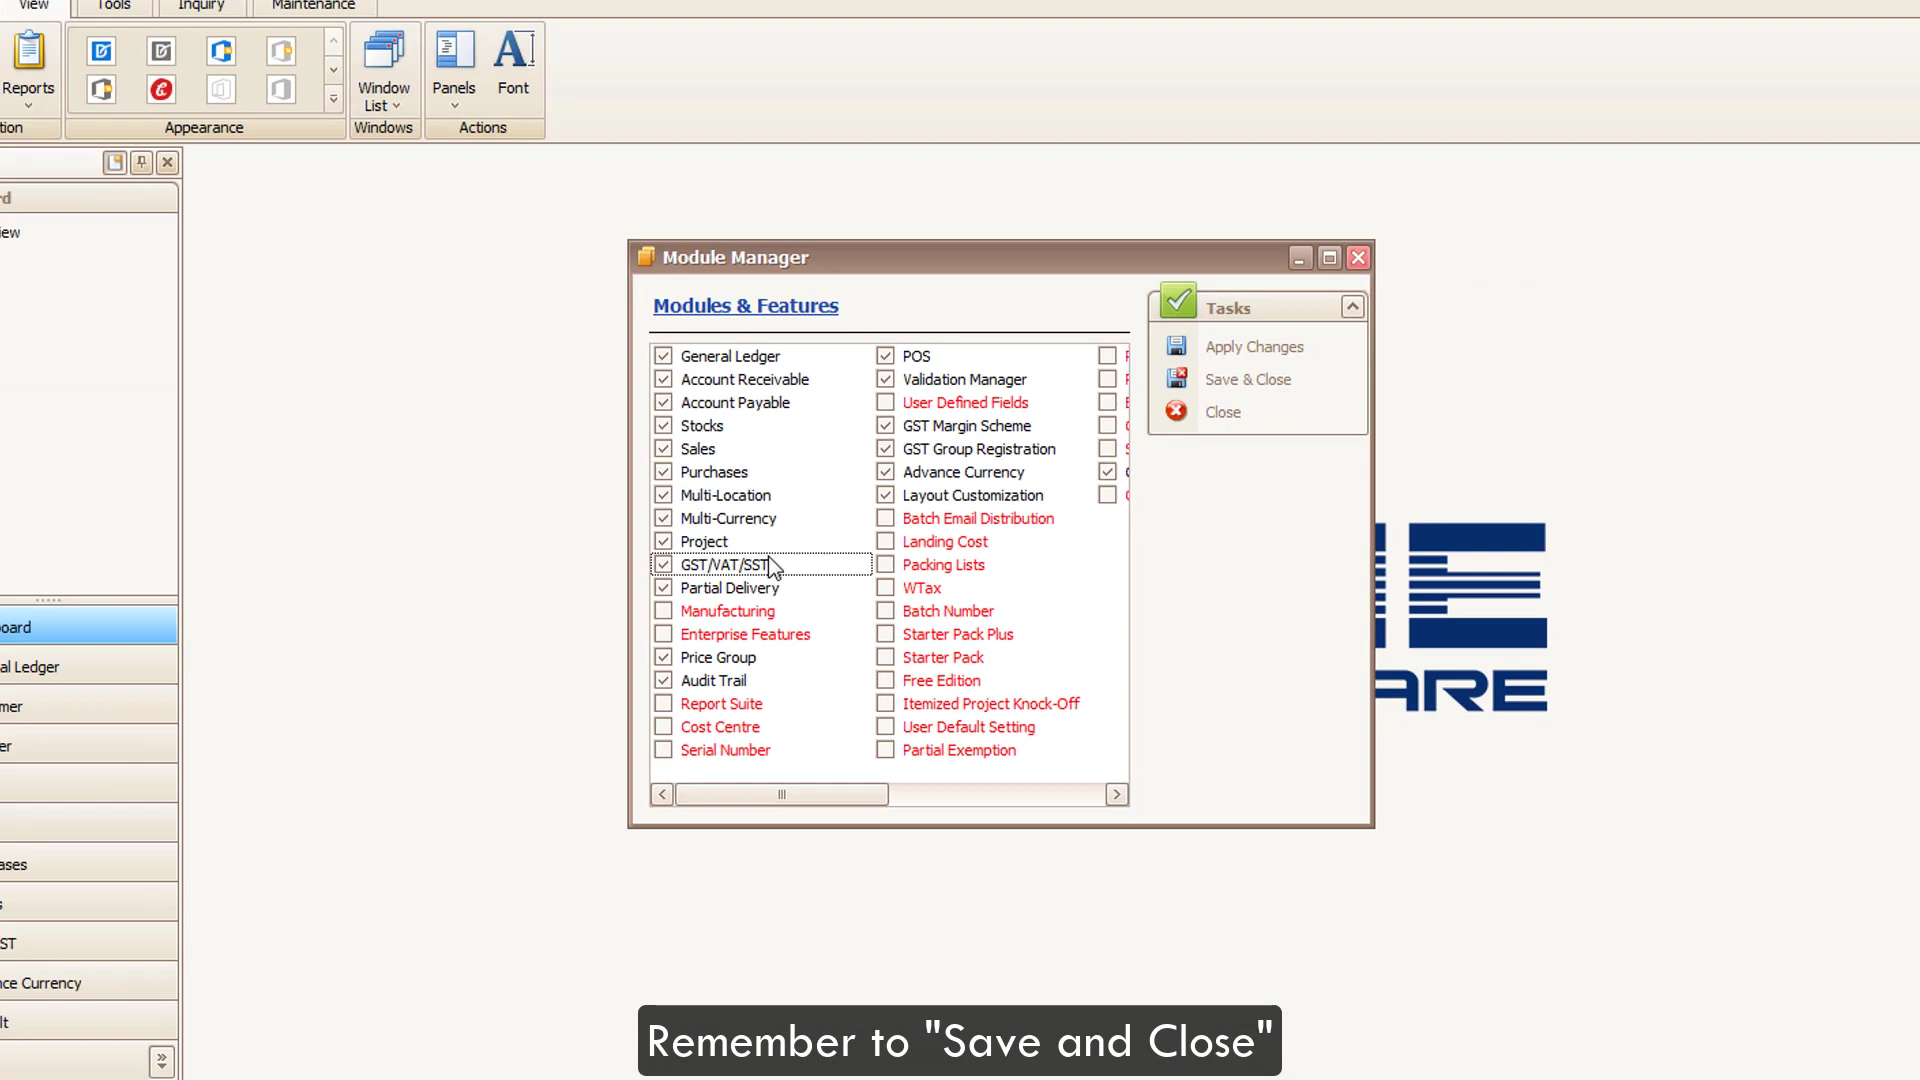 View
Tools
Inquiry
Maintenance
Reports
Window
List
Panels
Font
tion
Appearance
Windows
Actions
rd
iew
Module Manager
Modules & Features
General Ledger
Account Receivable
Account Payable
Stocks
Sales
Purchases
Multi-Location
Multi-Currency
Project
GST/VAT/SST
Partial Delivery
Manufacturing
Enterprise Features
Price Group
Audit Trail
Report Suite
Cost Centre
Serial Number
POS
Validation Manager
User Defined Fields
GST Margin Scheme
GST Group Registration
Advance Currency
Layout Customization
Batch Email Distribution
Landing Cost
Packing Lists
WTax
Batch Number
Starter Pack Plus
Starter Pack
Free Edition
Itemized Project Knock-Off
User Default Setting
Partial Exemption
Tasks
Apply Changes
Save & Close
Close
oard
al Ledger
mer
er
ases
s
ST
nce Currency
lt
E
ARE
Remember to "Save and Close"